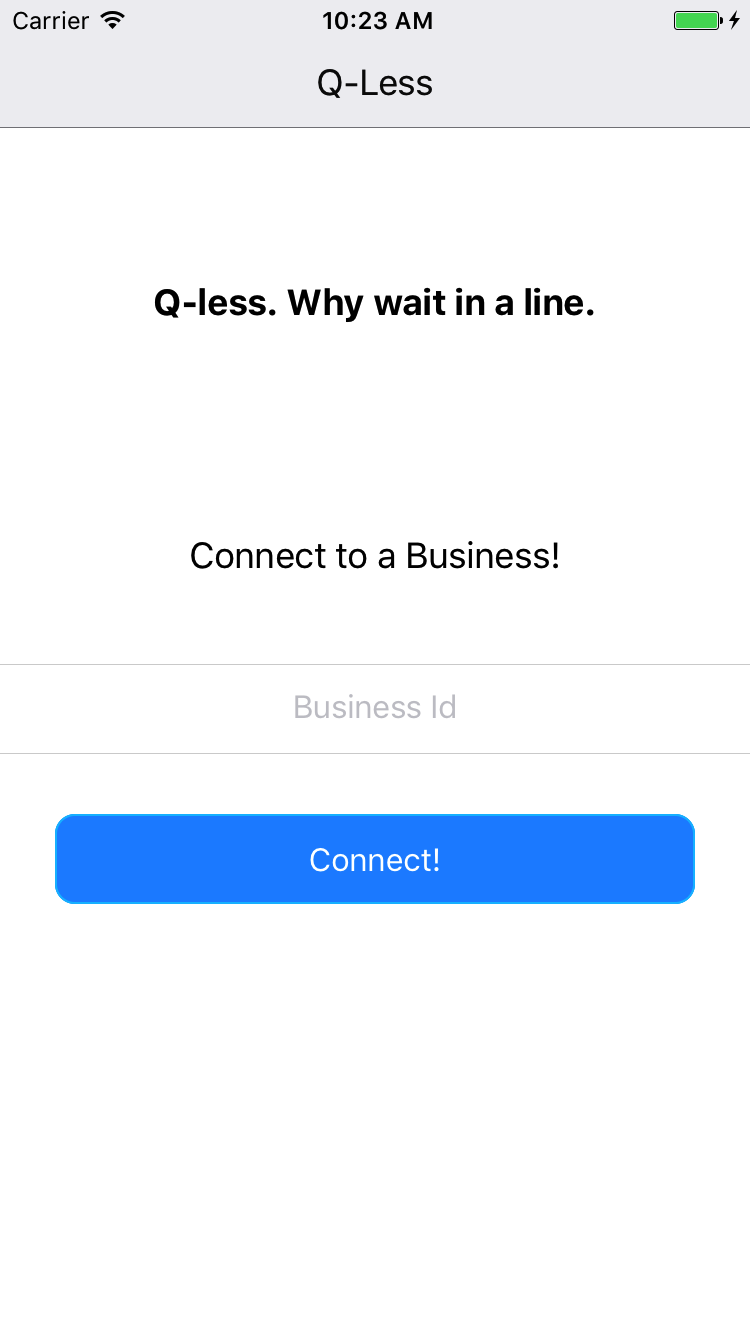 Carrier 10:23 AM
Q-Less
Q-less. Why wait in a line.
Connect to a Business!
Business Id
Connect!